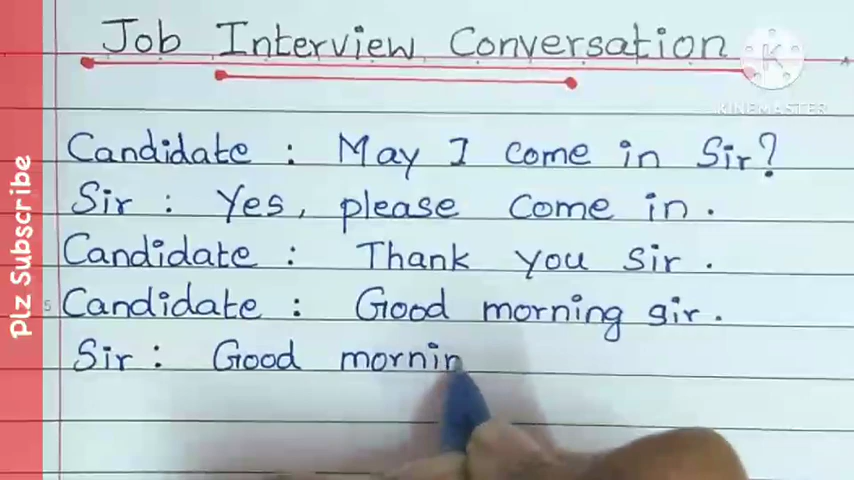 Job Interview Conversation
KINEMASTER
Candidate : May I come in Sir?
Sir : Yes, please come in.
Candidate : Thank you sir.
Candidate : Good morning sir.
Sir : Good mornin
Plz Subscribe